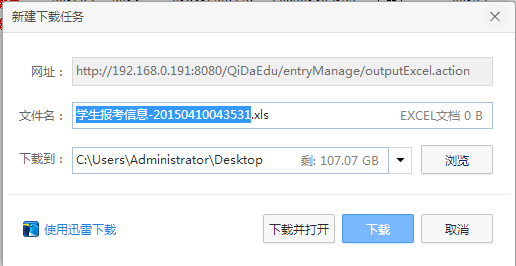 新建下载任务
网址： http://192.168.0.191:8080/QiDaEdu/entryManage/outputExcel.action
文件名： 学生报考信息-20150410043531.xls EXCEL文档 0 B
下载到： C:\Users\Administrator\Desktop 剩: 107.07 GB 浏览
使用迅雷下载 下载并打开 下载 取消